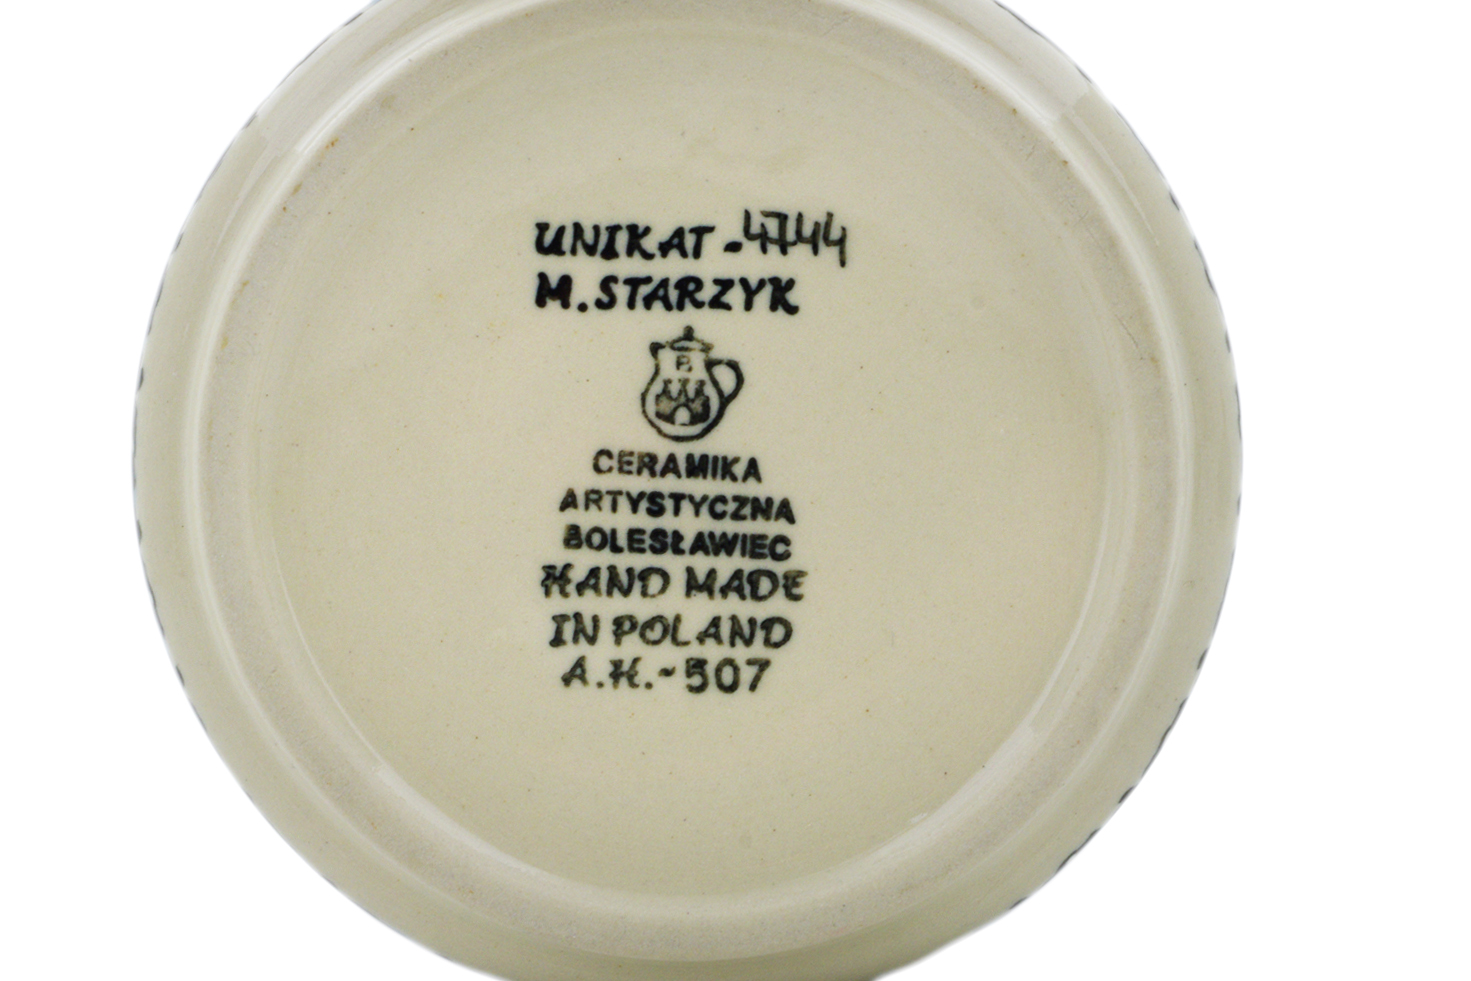 UNIKAT-4744
M. STARZYK
B
CERAMIKA
ARTYSTYCZNA
BOLESŁAWIEC
HAND MADE
IN POLAND
A.H.~507